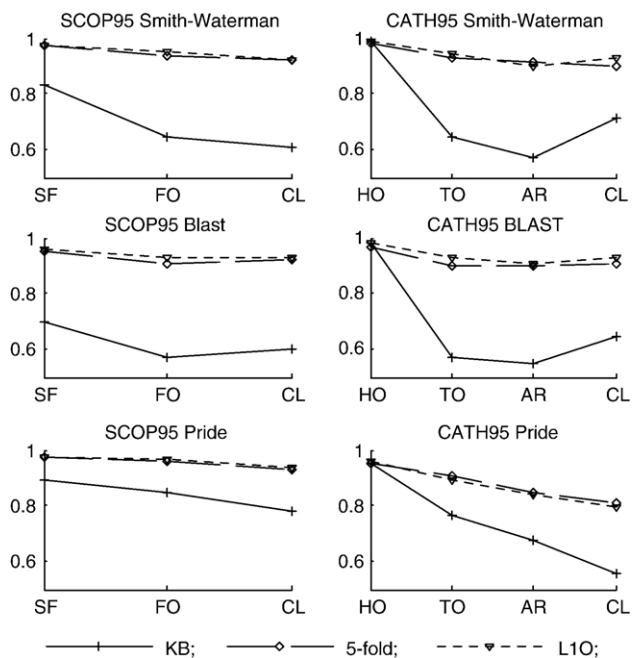 SCOP95 Smith-Waterman
1
0.8
0.6
SF FO CL
CATH95 Smith-Waterman
1
0.8
0.6
HO TO AR CL
SCOP95 Blast
1
0.8
0.6
SF FO CL
CATH95 BLAST
1
0.8
0.6
HO TO AR CL
SCOP95 Pride
1
0.8
0.6
SF FO CL
CATH95 Pride
1
0.8
0.6
HO TO AR CL
KB; 5-fold; L1O;